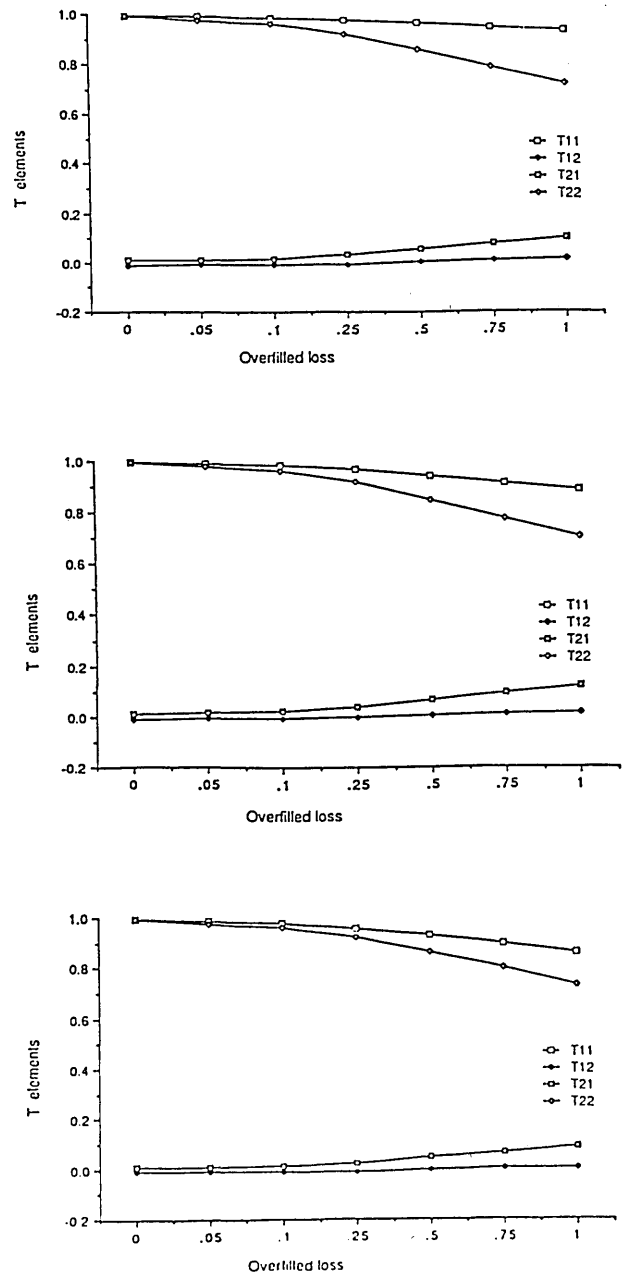 1.0
0.8
0.6
0.4
0.2
0.0
-0.2
T elements
T11
T12
T21
T22
0 .05 .1 .25 .5 .75 1
Overfilled loss
1.0
0.8
0.6
0.4
0.2
0.0
-0.2
T elements
T11
T12
T21
T22
0 .05 .1 .25 .5 .75 1
Overfilled loss
1.0
0.8
0.6
0.4
0.2
0.0
-0.2
T elements
T11
T12
T21
T22
0 .05 .1 .25 .5 .75 1
Overfilled loss